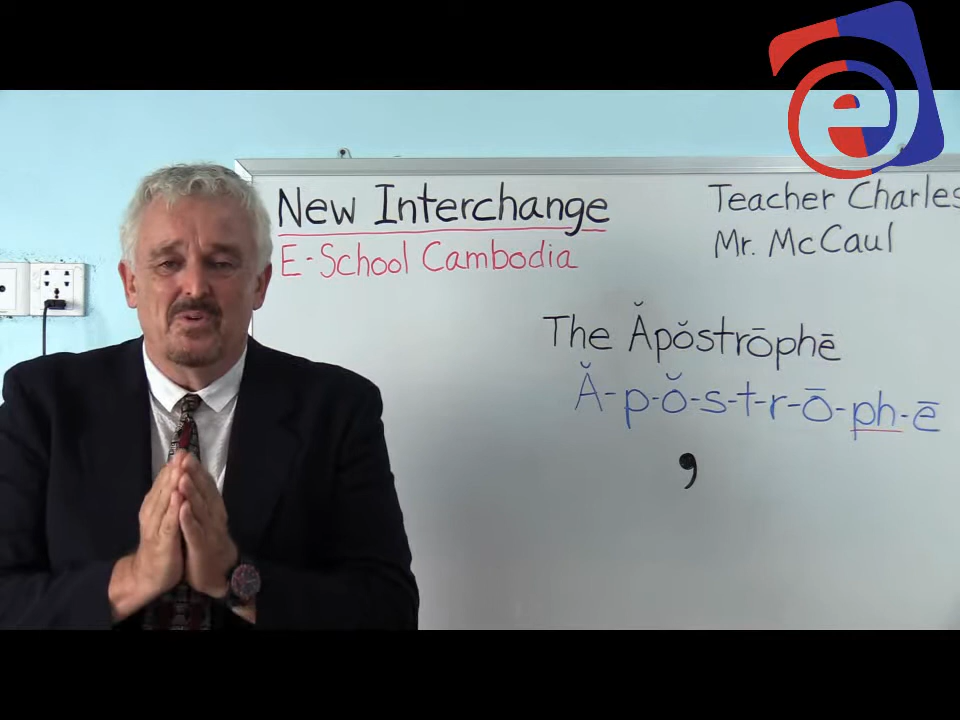 New Interchange
E-School Cambodia
Teacher Charles
Mr. McCaul
The Ăpŏstrōphē
Ă-p-ŏ-s-t-r-ō-ph-ē
,
e